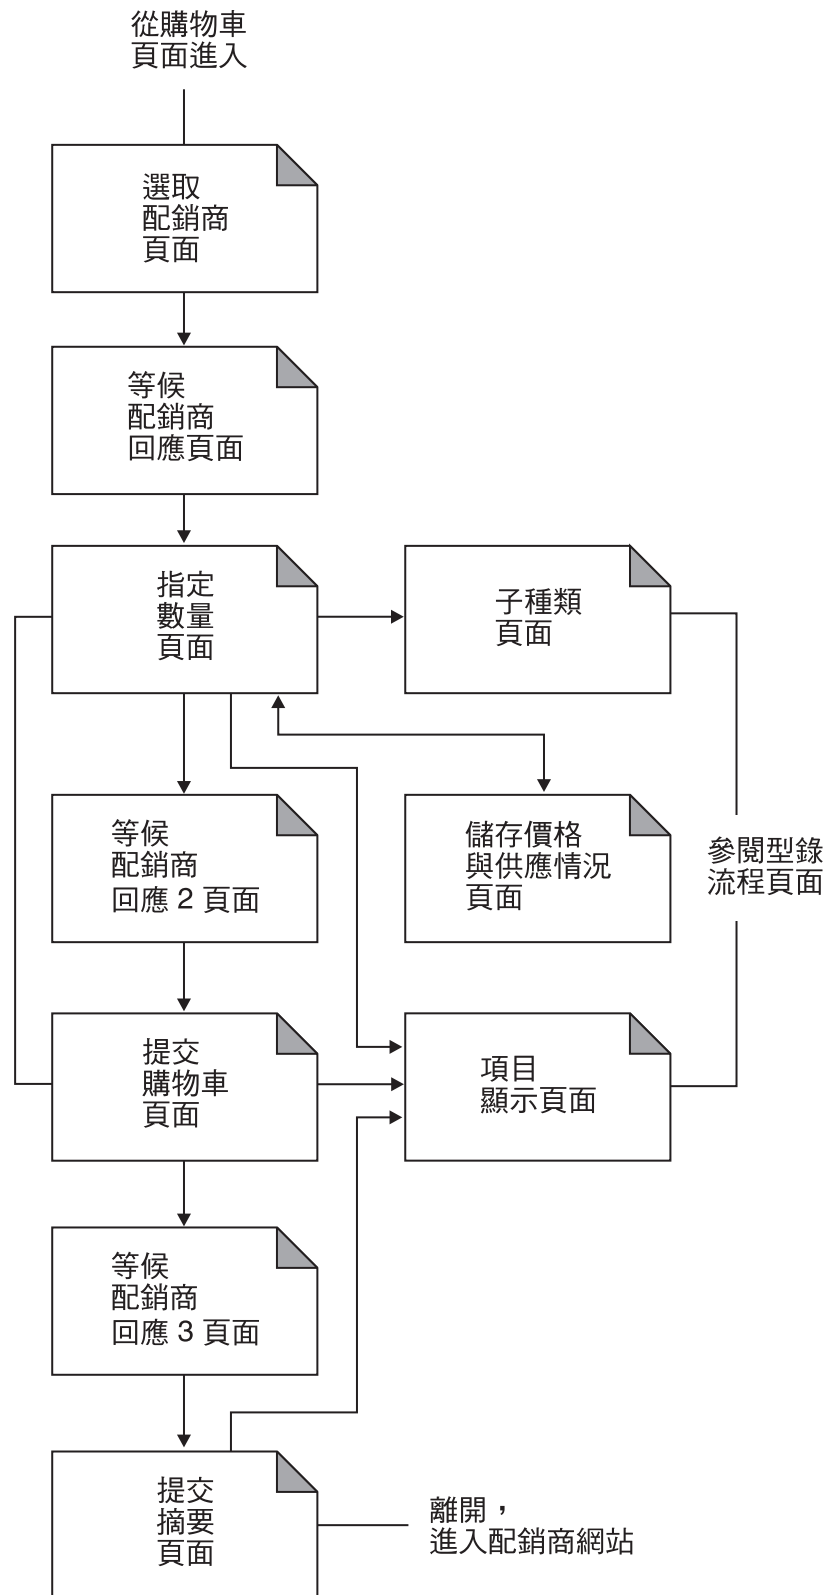 從購物車
頁面進入
選取
配銷商
頁面
等候
配銷商
回應頁面
指定
數量
頁面
子種類
頁面
等候
配銷商
回應 2 頁面
儲存價格
與供應情況
頁面
參閱型錄
流程頁面
提交
購物車
頁面
項目
顯示頁面
等候
配銷商
回應 3 頁面
提交
摘要
頁面
離開，
進入配銷商網站